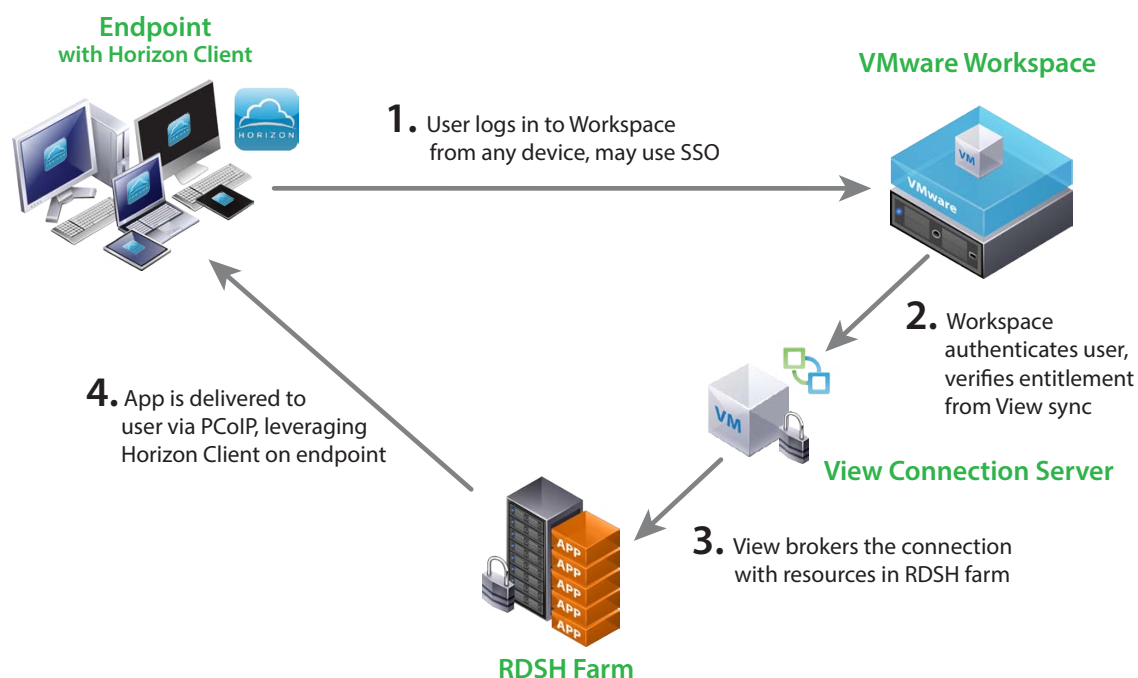 Endpoint
with Horizon Client
HORIZON
VMware Workspace
1. User logs in to Workspace
from any device, may use SSO
VM
VMware
2. Workspace
authenticates user,
verifies entitlement
from View sync
VM
View Connection Server
3. View brokers the connection
with resources in RDSH farm
4. App is delivered to
user via PCoIP, leveraging
Horizon Client on endpoint
APP
APP
APP
APP
APP
RDSH Farm